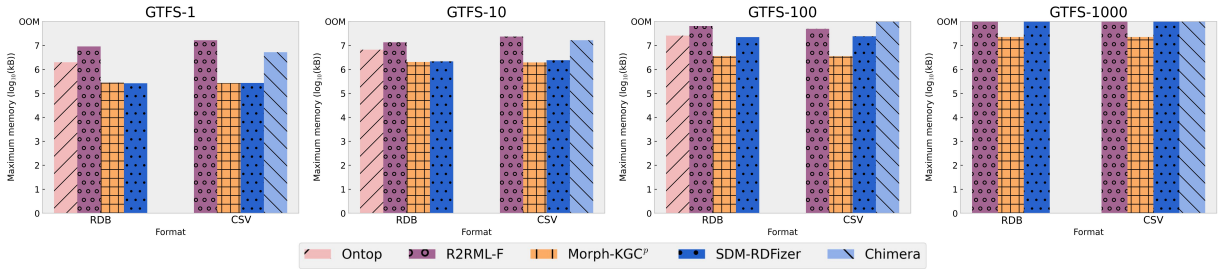 GTFS-1
OOM
7
6
5
4
3
2
1
0
Maximum memory (log₁₀(kB))
RDB
CSV
Format
GTFS-10
OOM
7
6
5
4
3
2
1
0
Maximum memory (log₁₀(kB))
RDB
CSV
Format
GTFS-100
OOM
7
6
5
4
3
2
1
0
Maximum memory (log₁₀(kB))
RDB
CSV
Format
GTFS-1000
OOM
7
6
5
4
3
2
1
0
Maximum memory (log₁₀(kB))
RDB
CSV
Format
Ontop R2RML-F Morph-KGCᵖ SDM-RDFizer Chimera